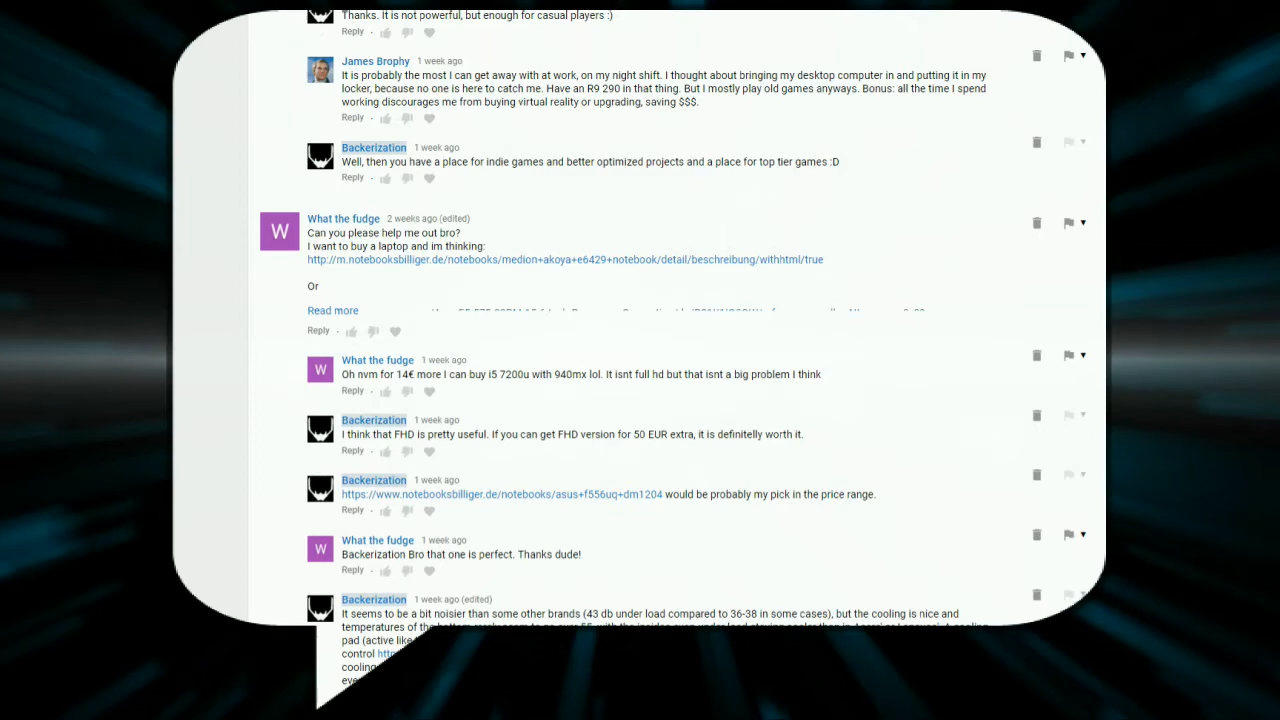 Thanks. It is not powerful, but enough for casual players :)
Reply
James Brophy 1 week ago
It is probably the most I can get away with at work, on my night shift. I thought about bringing my desktop computer in and putting it in my
locker, because no one is here to catch me. Have an R9 290 in that thing. But I mostly play old games anyways. Bonus: all the time I spend
working discourages me from buying virtual reality or upgrading, saving $$$.
Reply
Backerization 1 week ago
Well, then you have a place for indie games and better optimized projects and a place for top tier games :D
Reply
W
What the fudge 2 weeks ago (edited)
Can you please help me out bro?
I want to buy a laptop and im thinking:
http://m.notebooksbilliger.de/notebooks/medion+akoya+e6429+notebook/detail/beschreibung/withhtml/true
Or
Read more
Reply
W
What the fudge 1 week ago
Oh nvm for 14€ more I can buy i5 7200u with 940mx lol. It isnt full hd but that isnt a big problem I think
Reply
Backerization 1 week ago
I think that FHD is pretty useful. If you can get FHD version for 50 EUR extra, it is definitelly worth it.
Reply
Backerization 1 week ago
https://www.notebooksbilliger.de/notebooks/asus+f556uq+dm1204 would be probably my pick in the price range.
Reply
W
What the fudge 1 week ago
Backerization Bro that one is perfect. Thanks dude!
Reply
Backerization 1 week ago (edited)
It seems to be a bit noisier than some other brands (43 db under load compared to 36-38 in some cases), but the cooling is nice and
temperatures of the
pad (active like
control